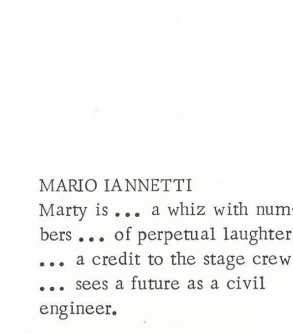 MARIO IANNETTI
Marty is ... a whiz with num-
bers ... of perpetual laughter
... a credit to the stage crew
... sees a future as a civil
engineer.